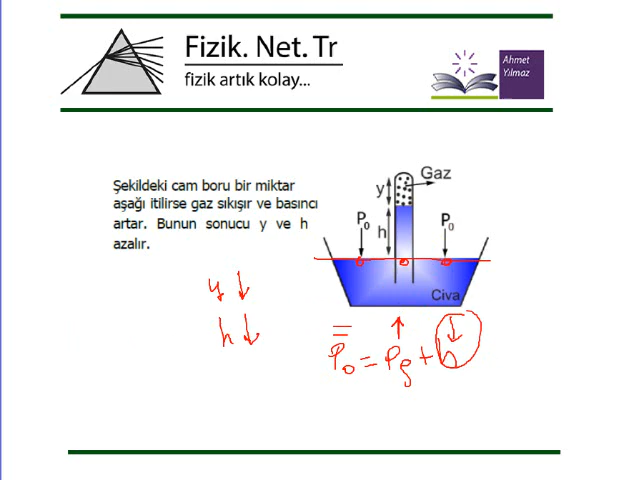 Fizik. Net. Tr
fizik artık kolay...
Ahmet
Yılmaz
Şekildeki cam boru bir miktar
aşağı itilirse gaz sıkışır ve basıncı
artar. Bunun sonucu y ve h
azalır.
Gaz
y
P₀
P₀
h
Civa
y ↓
h ↓
P₀ = Pg + h